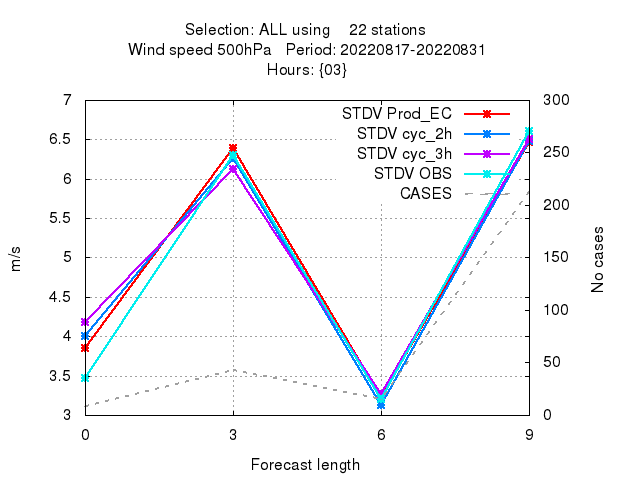 Selection: ALL using 22 stations
Wind speed 500hPa Period: 20220817-20220831
Hours: {03}
7
6.5
6
5.5
5
4.5
4
3.5
3
m/s
STDV Prod_EC
STDV cyc_2h
STDV cyc_3h
STDV OBS
CASES
300
250
200
150
100
50
0
No cases
0 3 6 9
Forecast length